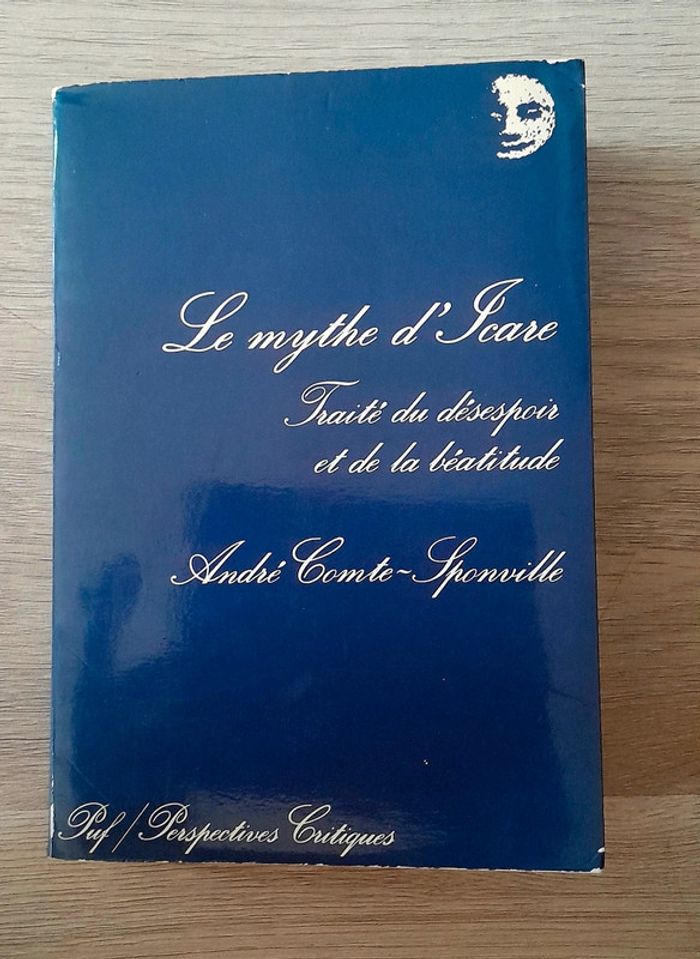 Le mythe d'Icare
Traité du désespoir
et de la béatitude
André Comte-Sponville
Puf / Perspectives Critiques